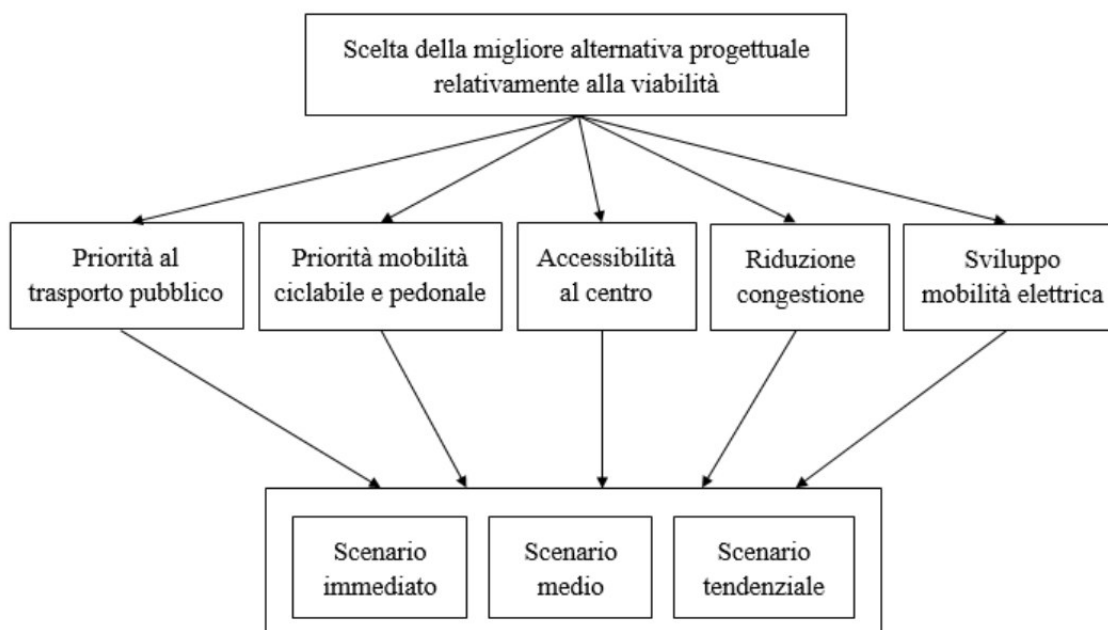 Scelta della migliore alternativa progettuale
relativamente alla viabilità
Priorità al
trasporto pubblico
Priorità mobilità
ciclabile e pedonale
Accessibilità
al centro
Riduzione
congestione
Sviluppo
mobilità elettrica
Scenario
immediato
Scenario
medio
Scenario
tendenziale